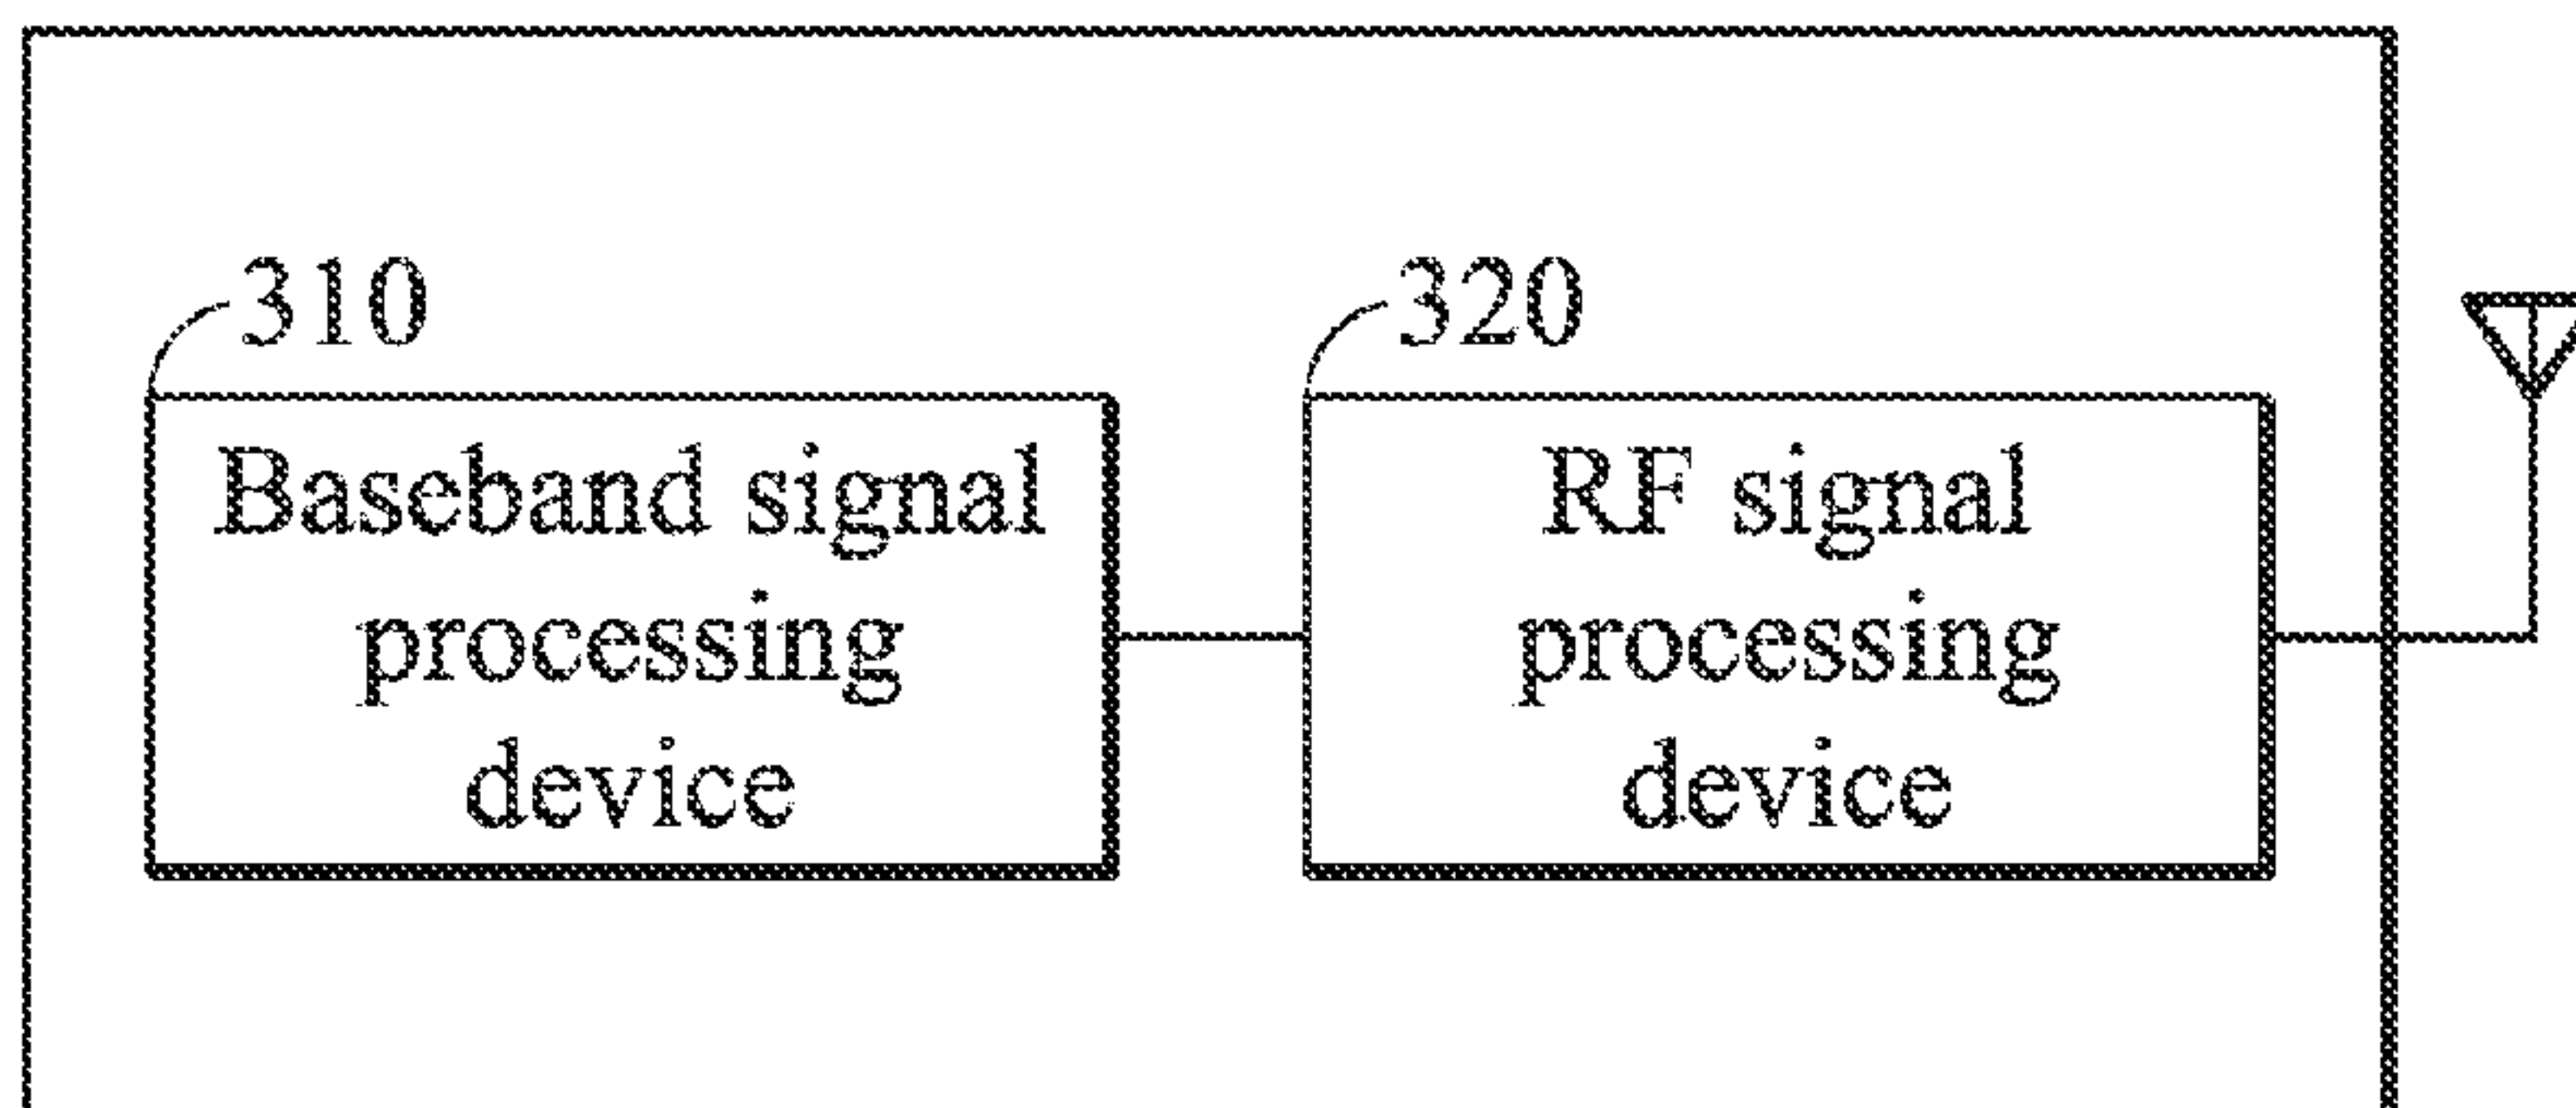 310
Baseband signal
processing
device
320
RF signal
processing
device